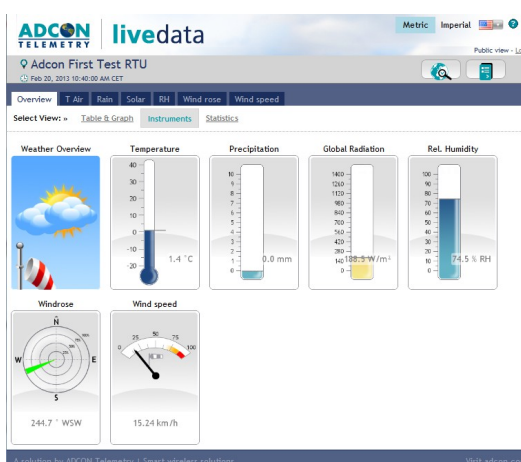 ADCON
TELEMETRY
livedata
Metric Imperial
Public view - Lo
Adcon First Test RTU
Feb 20, 2013 10:40:00 AM CET
Overview T Air Rain Solar RH Wind rose Wind speed
Select View: » Table & Graph Instruments Statistics
Weather Overview Temperature Precipitation Global Radiation Rel. Humidity
40
30
20
10
0
-10
-20
1.4 °C
10
9
8
7
6
5
4
3
2
1
0
0.0 mm
1400
1260
1120
980
840
700
560
420
280
140
0
188.5 W/m²
100
90
80
70
60
50
40
30
20
10
0
74.5 % RH
Windrose Wind speed
N
W E
S
244.7 ° WSW
0 25 50 75 100
15.24 km/h
A solution by ADCON Telemetry | Smart wireless solutions
Visit adcon.co